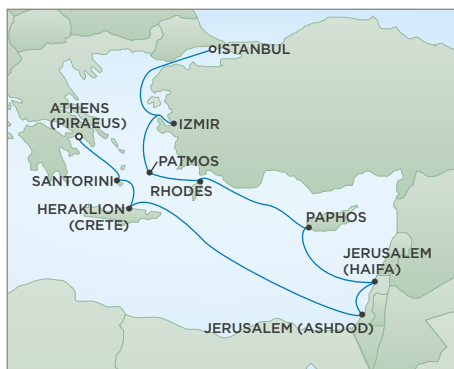 ISTANBUL
ATHENS
(PIRAEUS)
IZMIR
PATMOS
SANTORINI
RHODES
HERAKLION
(CRETE)
PAPHOS
JERUSALEM
(HAIFA)
JERUSALEM (ASHDOD)